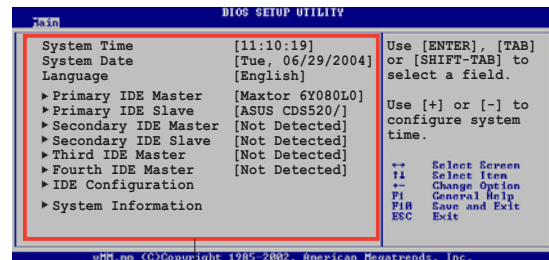 BIOS SETUP UTILITY
Main
System Time [11:10:19]
System Date [Tue, 06/29/2004]
Language [English]
▸ Primary IDE Master [Maxtor 6Y080L0]
▸ Primary IDE Slave [ASUS CDS520/]
▸ Secondary IDE Master [Not Detected]
▸ Secondary IDE Slave [Not Detected]
▸ Third IDE Master [Not Detected]
▸ Fourth IDE Master [Not Detected]
▸ IDE Configuration
▸ System Information
Use [ENTER], [TAB]
or [SHIFT-TAB] to
select a field.
Use [+] or [-] to
configure system
time.
↔ Select Screen
↑↓ Select Item
+- Change Option
F1 General Help
F10 Save and Exit
ESC Exit
vMM.mm (C)Copyright 1985-2002, American Megatrends, Inc.